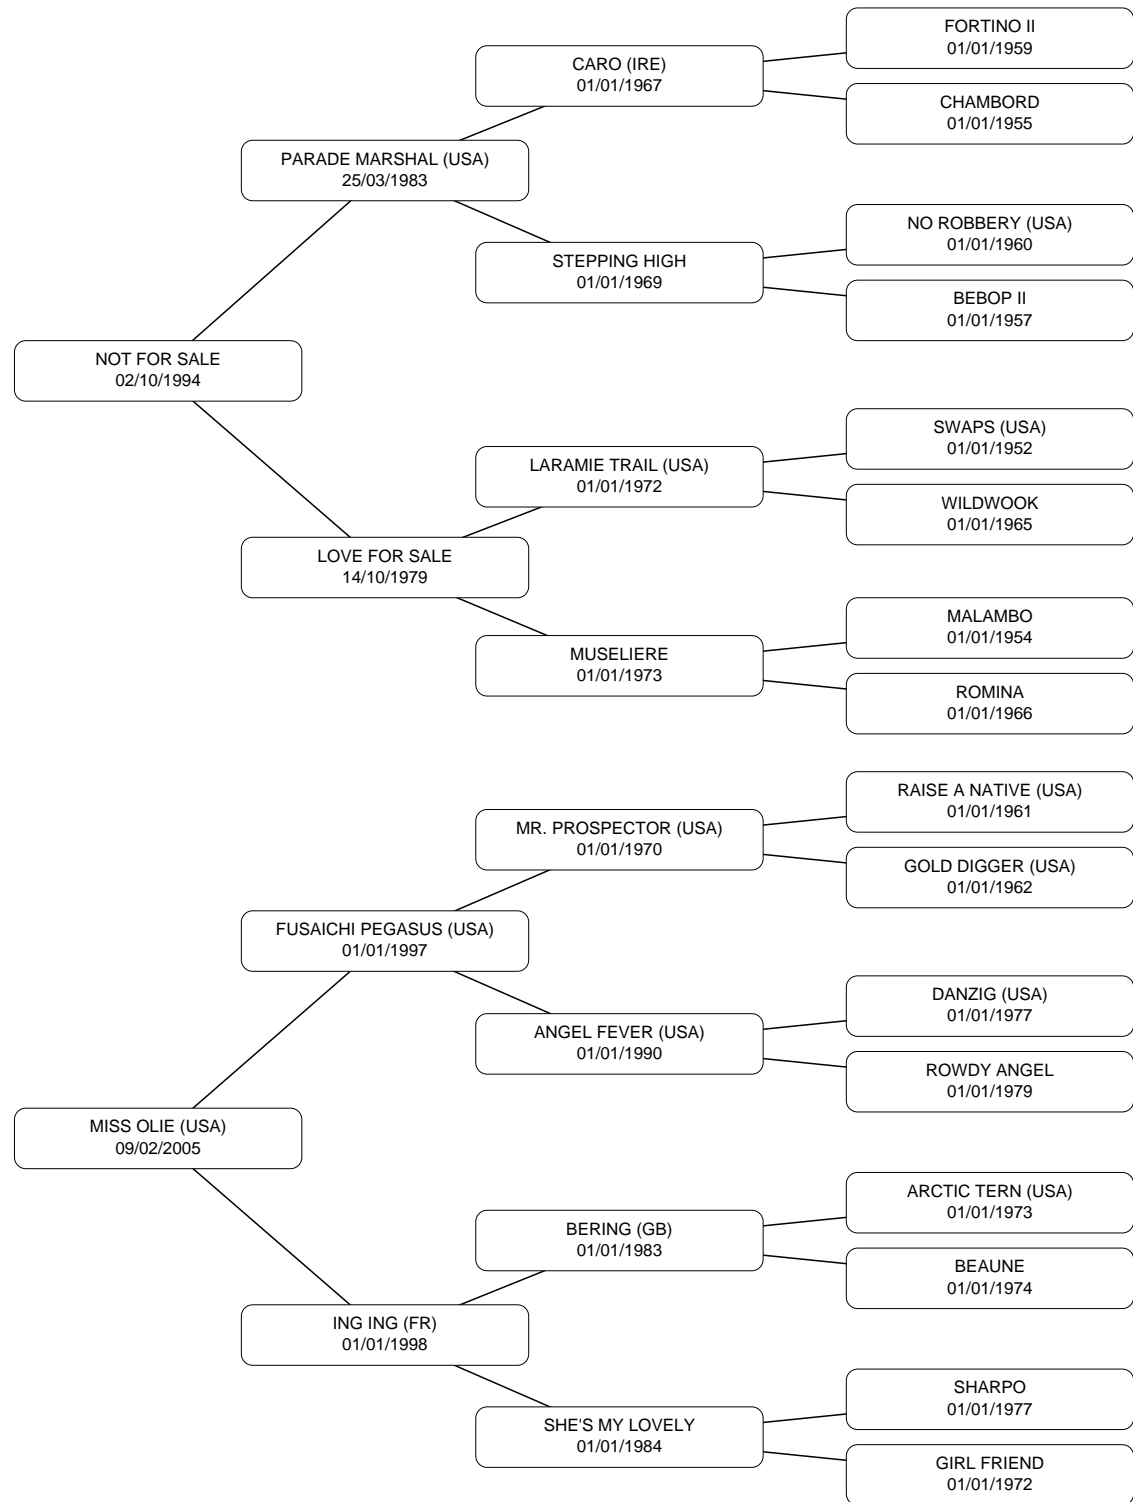 FORTINO II
01/01/1959
CARO (IRE)
01/01/1967
CHAMBORD
01/01/1955
PARADE MARSHAL (USA)
25/03/1983
NO ROBBERY (USA)
01/01/1960
STEPPING HIGH
01/01/1969
BEBOP II
01/01/1957
NOT FOR SALE
02/10/1994
SWAPS (USA)
01/01/1952
LARAMIE TRAIL (USA)
01/01/1972
WILDWOOK
01/01/1965
LOVE FOR SALE
14/10/1979
MALAMBO
01/01/1954
MUSELIERE
01/01/1973
ROMINA
01/01/1966
RAISE A NATIVE (USA)
01/01/1961
MR. PROSPECTOR (USA)
01/01/1970
GOLD DIGGER (USA)
01/01/1962
FUSAICHI PEGASUS (USA)
01/01/1997
DANZIG (USA)
01/01/1977
ANGEL FEVER (USA)
01/01/1990
ROWDY ANGEL
01/01/1979
MISS OLIE (USA)
09/02/2005
ARCTIC TERN (USA)
01/01/1973
BERING (GB)
01/01/1983
BEAUNE
01/01/1974
ING ING (FR)
01/01/1998
SHARPO
01/01/1977
SHE'S MY LOVELY
01/01/1984
GIRL FRIEND
01/01/1972